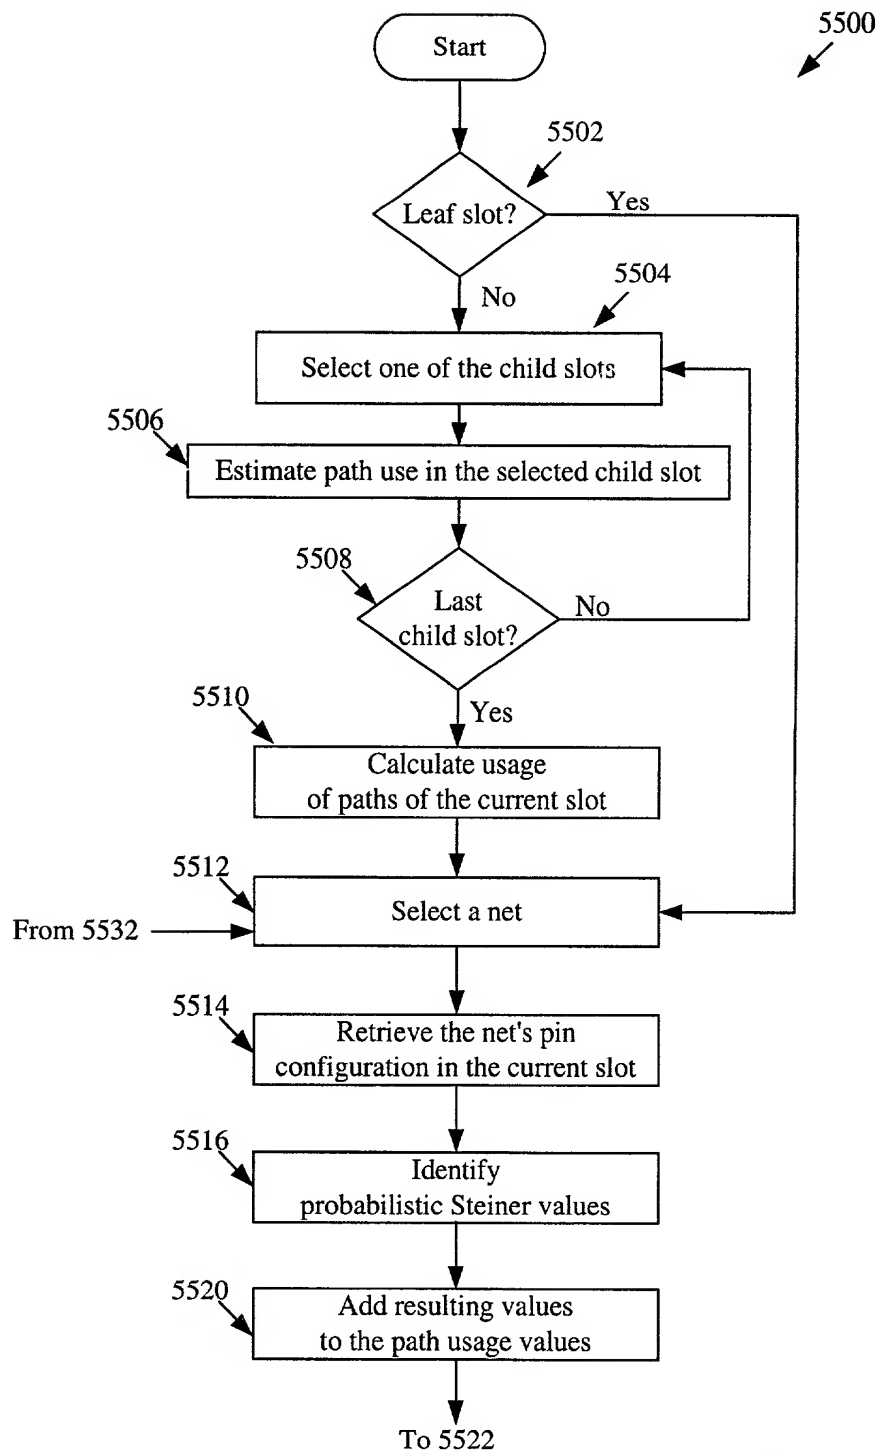 5500
Start
5502
Leaf slot?
Yes
No
5504
Select one of the child slots
5506
Estimate path use in the selected child slot
5508
Last
child slot?
No
Yes
5510
Calculate usage
of paths of the current slot
5512
Select a net
From 5532
5514
Retrieve the net's pin
configuration in the current slot
5516
Identify
probabilistic Steiner values
5520
Add resulting values
to the path usage values
To 5522